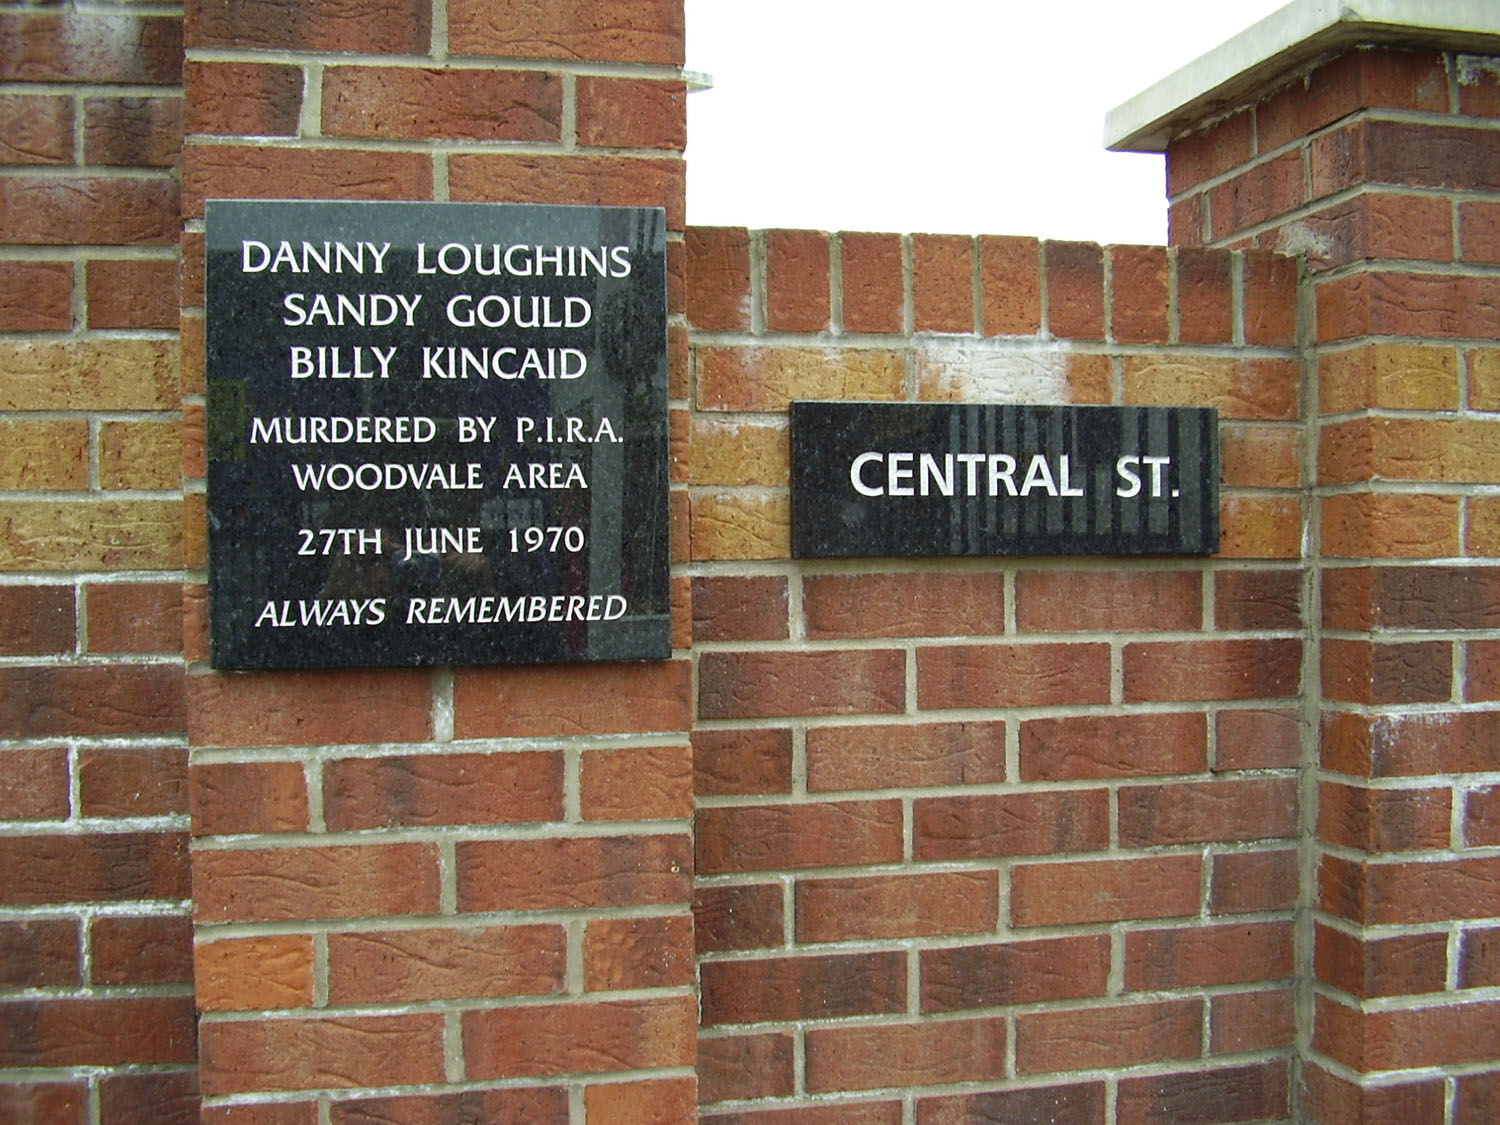 DANNY LOUGHINS
SANDY GOULD
BILLY KINCAID
MURDERED BY P.I.R.A.
WOODVALE AREA
27TH JUNE 1970
ALWAYS REMEMBERED
CENTRAL ST.